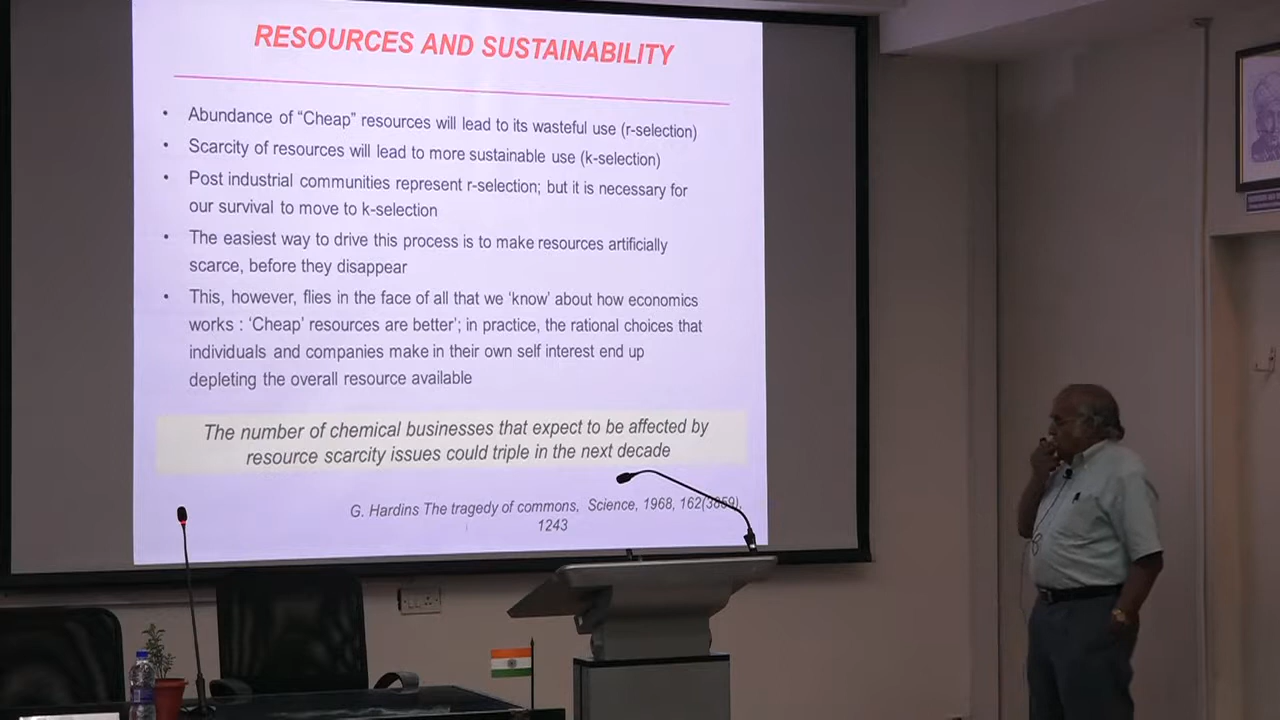 RESOURCES AND SUSTAINABILITY
• Abundance of “Cheap” resources will lead to its wasteful use (r-selection)
• Scarcity of resources will lead to more sustainable use (k-selection)
• Post industrial communities represent r-selection; but it is necessary for
our survival to move to k-selection
• The easiest way to drive this process is to make resources artificially
scarce, before they disappear
• This, however, flies in the face of all that we ‘know’ about how economics
works : ‘Cheap’ resources are better’; in practice, the rational choices that
individuals and companies make in their own self interest end up
depleting the overall resource available
The number of chemical businesses that expect to be affected by
resource scarcity issues could triple in the next decade
G. Hardins The tragedy of commons, Science, 1968, 162(3859),
1243